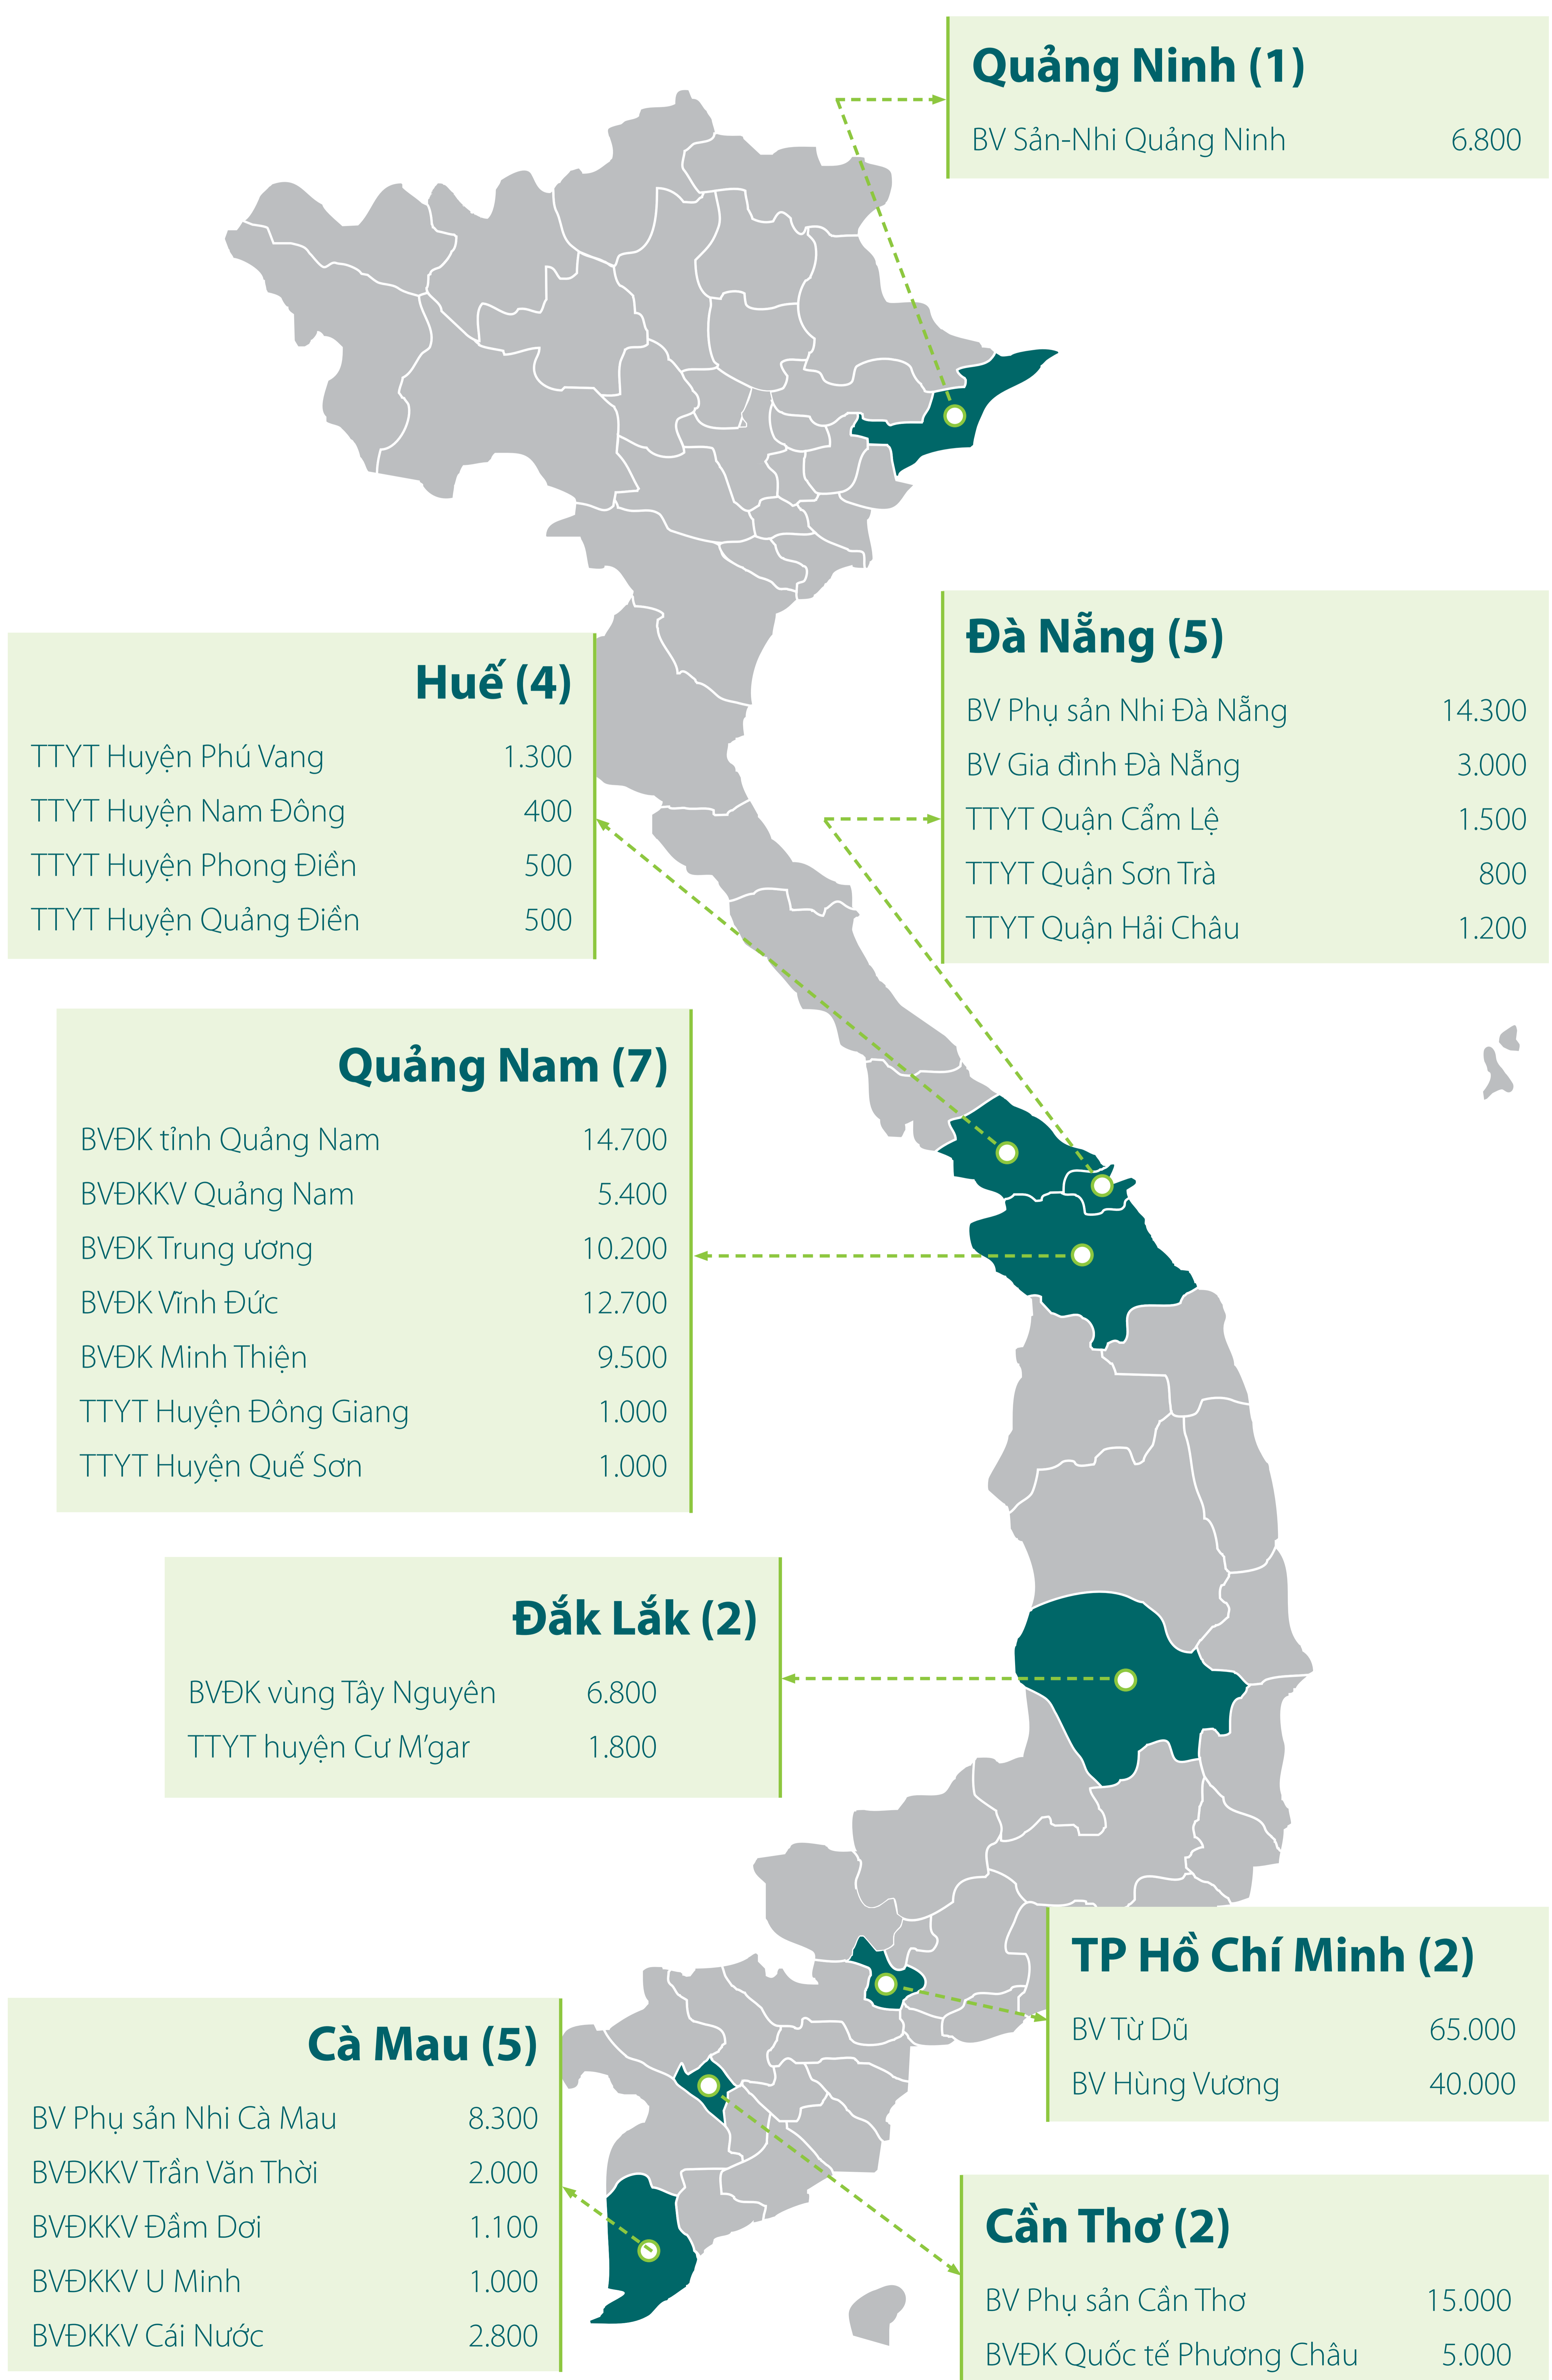 Quảng Ninh (1)
BV Sản-Nhi Quảng Ninh 6.800
Đà Nẵng (5)
BV Phụ sản Nhi Đà Nẵng 14.300
BV Gia đình Đà Nẵng 3.000
TTYT Quận Cẩm Lệ 1.500
TTYT Quận Sơn Trà 800
TTYT Quận Hải Châu 1.200
Huế (4)
TTYT Huyện Phú Vang 1.300
TTYT Huyện Nam Đông 400
TTYT Huyện Phong Điền 500
TTYT Huyện Quảng Điền 500
Quảng Nam (7)
BVĐK tỉnh Quảng Nam 14.700
BVĐKKV Quảng Nam 5.400
BVĐK Trung ương 10.200
BVĐK Vĩnh Đức 12.700
BVĐK Minh Thiện 9.500
TTYT Huyện Đông Giang 1.000
TTYT Huyện Quế Sơn 1.000
Đắk Lắk (2)
BVĐK vùng Tây Nguyên 6.800
TTYT huyện Cư M’gar 1.800
TP Hồ Chí Minh (2)
BV Từ Dũ 65.000
BV Hùng Vương 40.000
Cà Mau (5)
BV Phụ sản Nhi Cà Mau 8.300
BVĐKKV Trần Văn Thời 2.000
BVĐKKV Đầm Dơi 1.100
BVĐKKV U Minh 1.000
BVĐKKV Cái Nước 2.800
Cần Thơ (2)
BV Phụ sản Cần Thơ 15.000
BVĐK Quốc tế Phương Châu 5.000